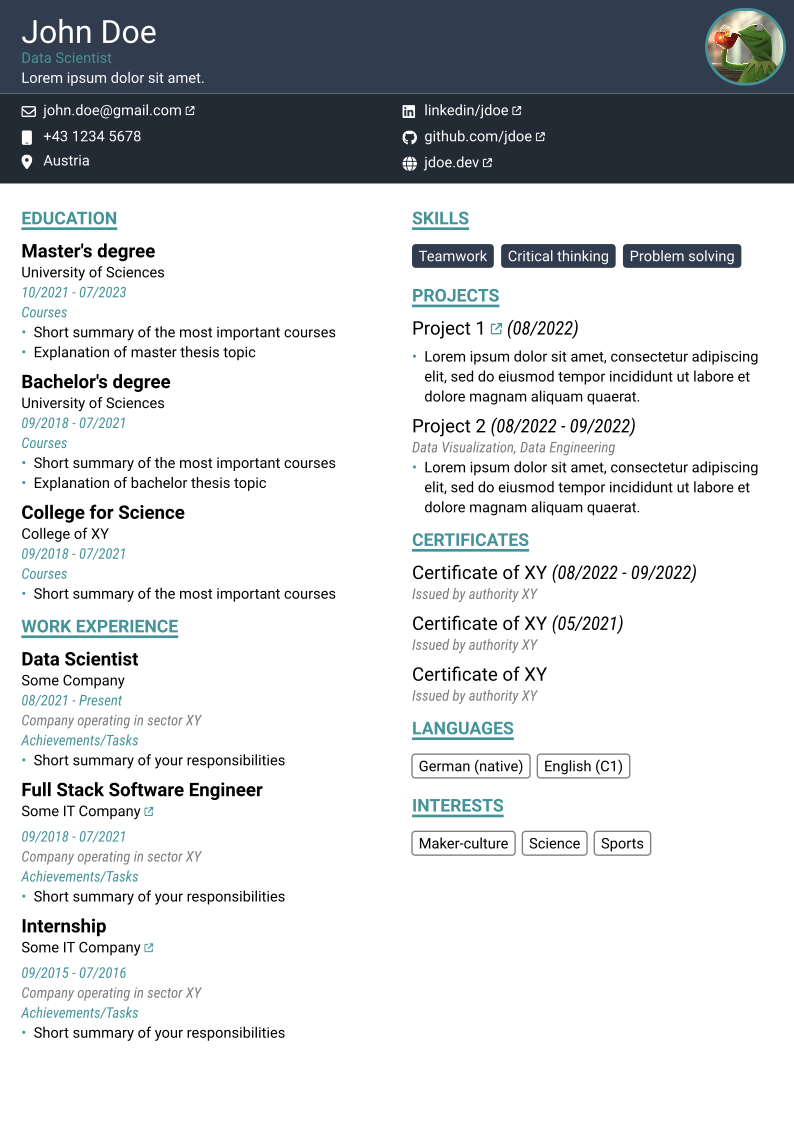 John Doe
Data Scientist
Lorem ipsum dolor sit amet.
john.doe@gmail.com
+43 1234 5678
Austria
linkedin/jdoe
github.com/jdoe
jdoe.dev
EDUCATION
Master's degree
University of Sciences
10/2021 - 07/2023
Courses
• Short summary of the most important courses
• Explanation of master thesis topic
Bachelor's degree
University of Sciences
09/2018 - 07/2021
Courses
• Short summary of the most important courses
• Explanation of bachelor thesis topic
College for Science
College of XY
09/2018 - 07/2021
Courses
• Short summary of the most important courses
WORK EXPERIENCE
Data Scientist
Some Company
08/2021 - Present
Company operating in sector XY
Achievements/Tasks
• Short summary of your responsibilities
Full Stack Software Engineer
Some IT Company
09/2018 - 07/2021
Company operating in sector XY
Achievements/Tasks
• Short summary of your responsibilities
Internship
Some IT Company
09/2015 - 07/2016
Company operating in sector XY
Achievements/Tasks
• Short summary of your responsibilities
SKILLS
Teamwork Critical thinking Problem solving
PROJECTS
Project 1 (08/2022)
• Lorem ipsum dolor sit amet, consectetur adipiscing
elit, sed do eiusmod tempor incididunt ut labore et
dolore magnam aliquam quaerat.
Project 2 (08/2022 - 09/2022)
Data Visualization, Data Engineering
• Lorem ipsum dolor sit amet, consectetur adipiscing
elit, sed do eiusmod tempor incididunt ut labore et
dolore magnam aliquam quaerat.
CERTIFICATES
Certificate of XY (08/2022 - 09/2022)
Issued by authority XY
Certificate of XY (05/2021)
Issued by authority XY
Certificate of XY
Issued by authority XY
LANGUAGES
German (native) English (C1)
INTERESTS
Maker-culture Science Sports